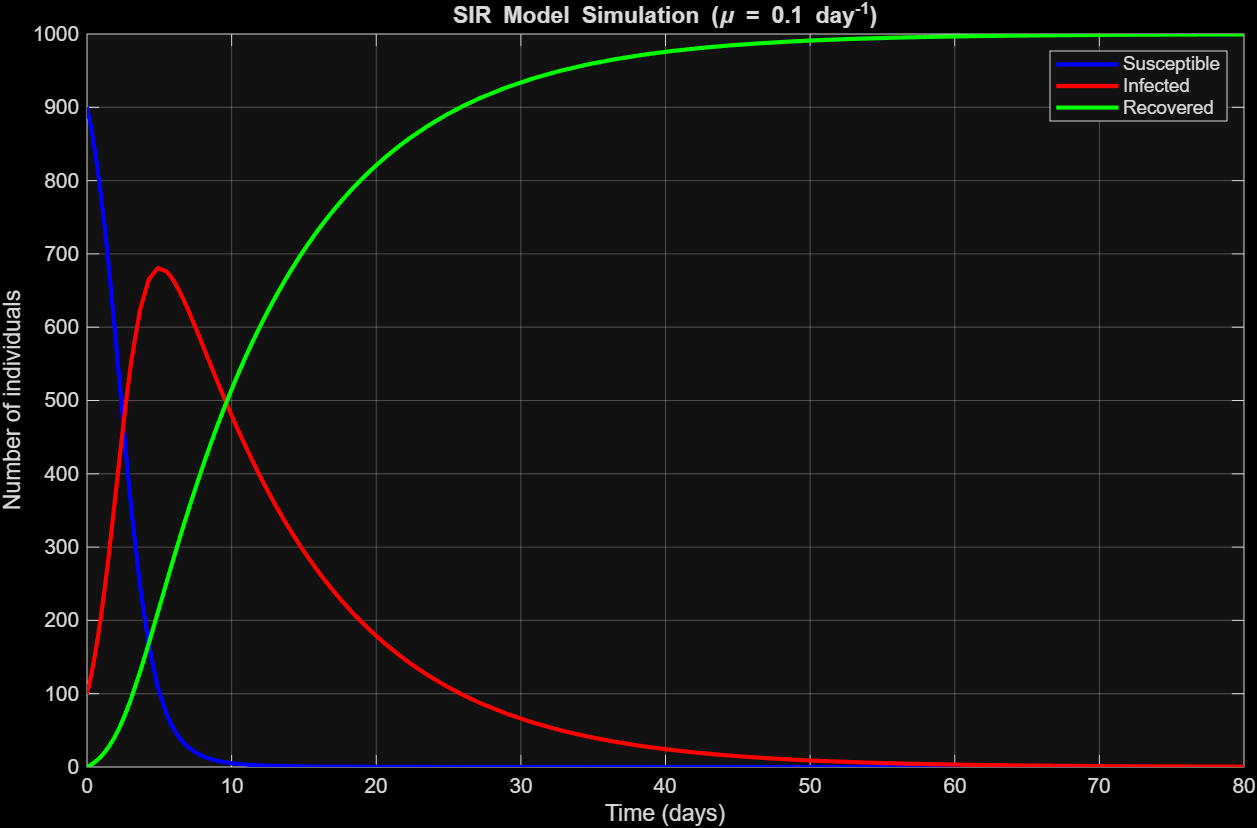 SIR Model Simulation (μ = 0.1 day⁻¹)
1000
900
800
700
600
500
400
300
200
100
0
Number of individuals
Susceptible
Infected
Recovered
0 10 20 30 40 50 60 70 80
Time (days)